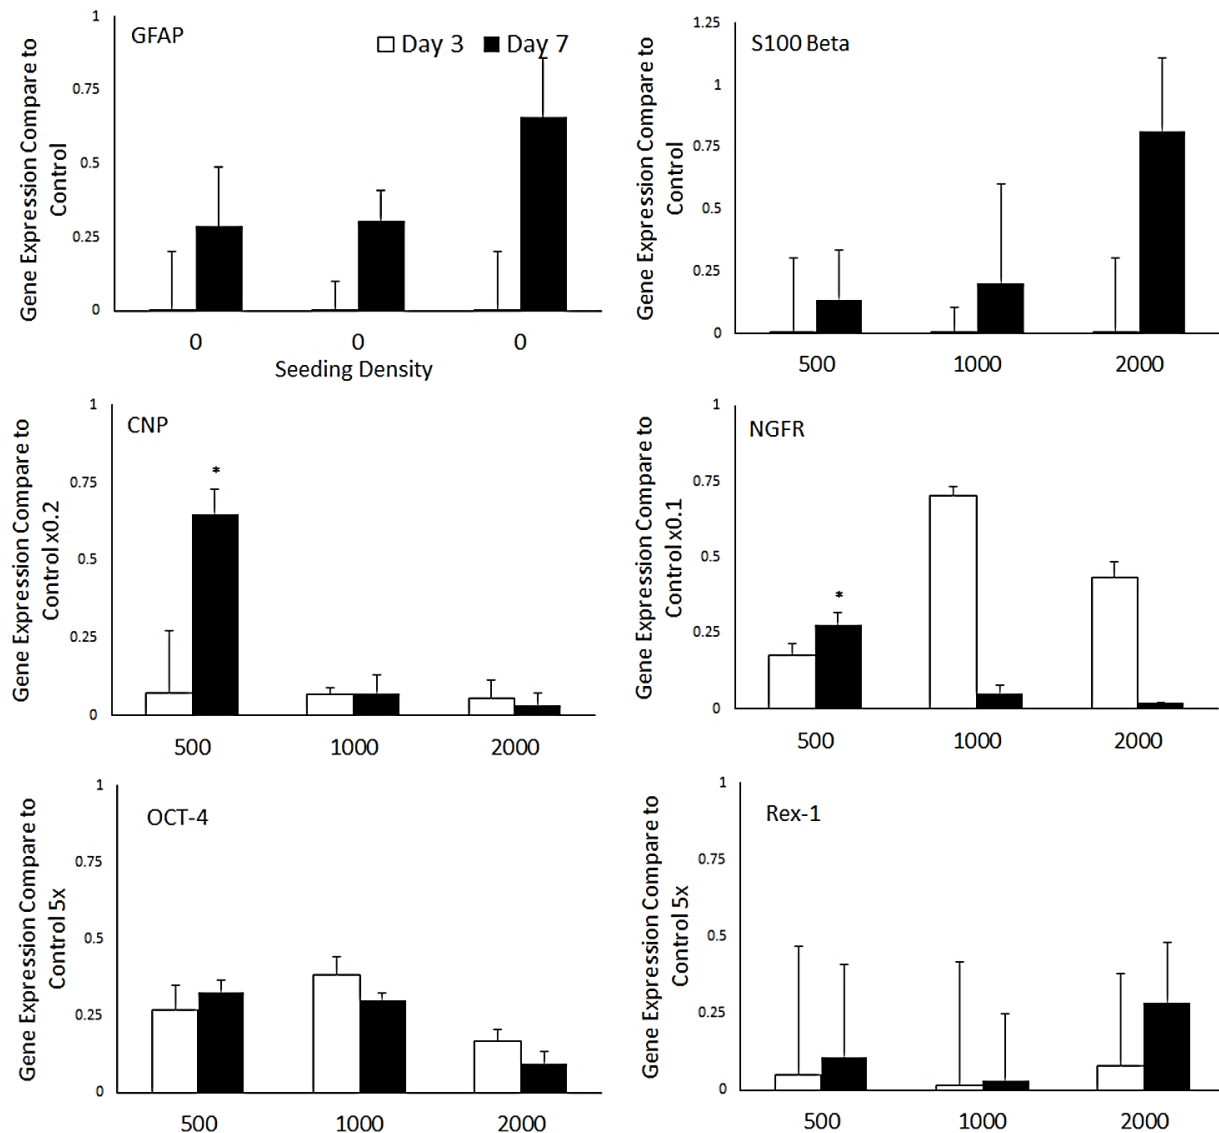 GFAP
Day 3
Day 7
Gene Expression Compare to
Control
1
0.75
0.5
0.25
0
0
0
0
Seeding Density
S100 Beta
Gene Expression Compare to
Control
1.25
1
0.75
0.5
0.25
0
500
1000
2000
CNP
Gene Expression Compare to
Control x0.2
1
0.75
0.5
0.25
0
*
500
1000
2000
NGFR
Gene Expression Compare to
Control x0.1
1
0.75
0.5
0.25
0
*
500
1000
2000
OCT-4
Gene Expression Compare to
Control 5x
1
0.75
0.5
0.25
0
500
1000
2000
Rex-1
Gene Expression Compare to
Control 5x
1
0.75
0.5
0.25
0
500
1000
2000